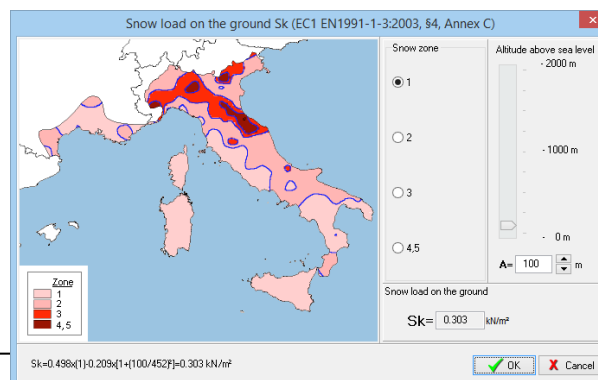 Snow load on the ground Sk (EC1 EN1991-1-3:2003, §4, Annex C)
Snow zone
1
2
3
4,5
Altitude above sea level
- 2000 m
- 1000 m
- 0 m
A= 100 m
Zone
1
2
3
4,5
Snow load on the ground
Sk= 0.303 kN/m²
Sk=0.498x(1)-0.209x[1+(100/452)²]=0.303 kN/m²
OK
Cancel